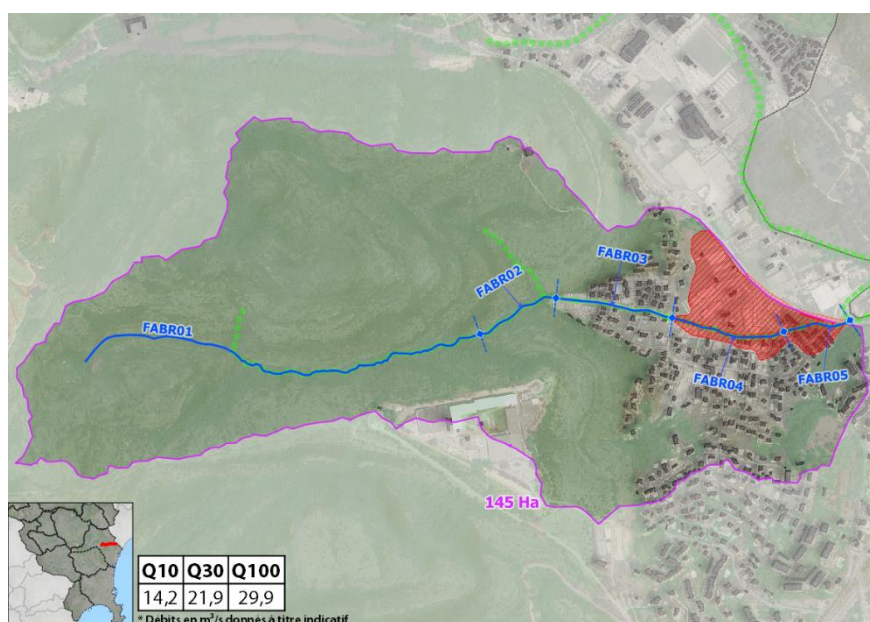 FABR01
FABR02
FABR03
FABR04
FABR05
145 Ha
Q10 Q30 Q100
14,2 21,9 29,9
* Débits en m³/s donnés à titre indicatif